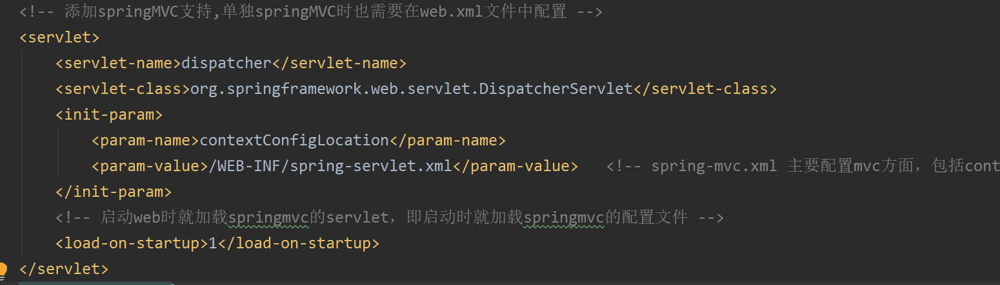 <!-- 添加springMVC支持,单独springMVC时也需要在web.xml文件中配置 -->
<servlet>
<servlet-name>dispatcher</servlet-name>
<servlet-class>org.springframework.web.servlet.DispatcherServlet</servlet-class>
<init-param>
<param-name>contextConfigLocation</param-name>
<param-value>/WEB-INF/spring-servlet.xml</param-value> <!-- spring-mvc.xml 主要配置mvc方面，包括cont
</init-param>
<!-- 启动web时就加载springmvc的servlet，即启动时就加载springmvc的配置文件 -->
<load-on-startup>1</load-on-startup>
</servlet>